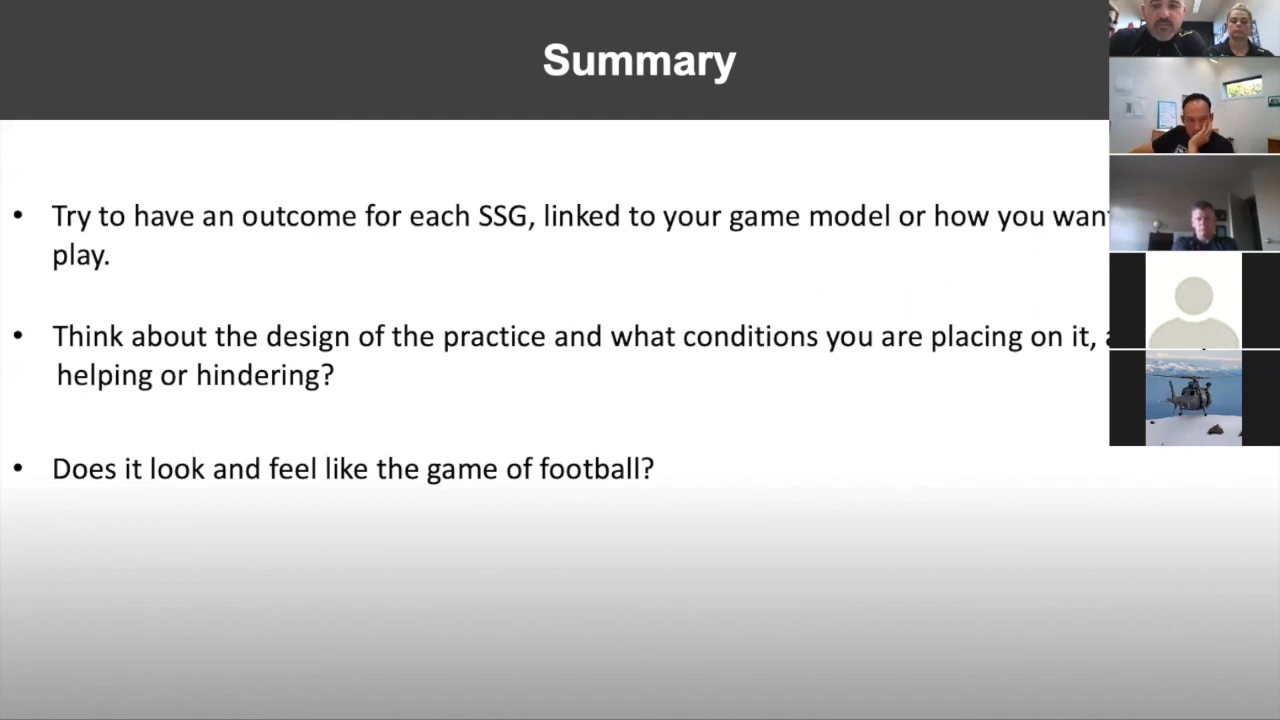 Summary
• Try to have an outcome for each SSG, linked to your game model or how you want
play.
• Think about the design of the practice and what conditions you are placing on it,
helping or hindering?
• Does it look and feel like the game of football?